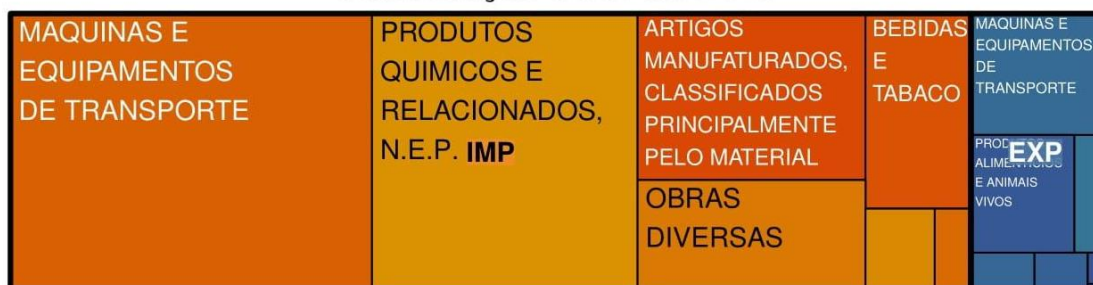 MAQUINAS E
EQUIPAMENTOS
DE TRANSPORTE
PRODUTOS
QUIMICOS E
RELACIONADOS,
N.E.P. IMP
ARTIGOS
MANUFATURADOS,
CLASSIFICADOS
PRINCIPALMENTE
PELO MATERIAL
OBRAS
DIVERSAS
BEBIDAS
E
TABACO
MAQUINAS E
EQUIPAMENTOS
DE
TRANSPORTE
EXP
E ANIMAIS
VIVOS